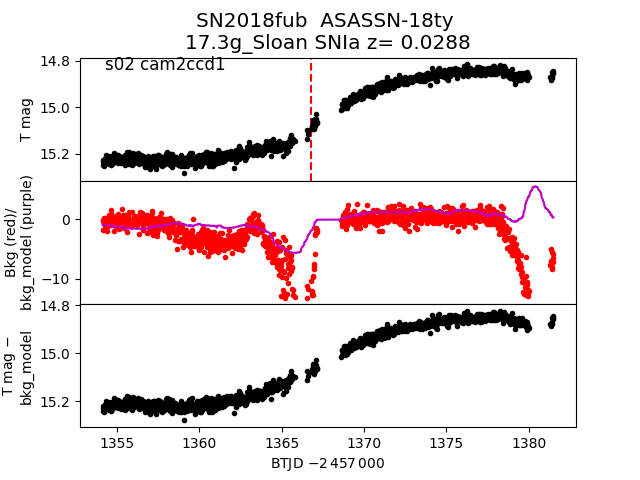 SN2018fub ASASSN-18ty
17.3g_Sloan SNIa z= 0.0288
s02 cam2ccd1
14.8
15.0
15.2
T mag
0
−10
Bkg (red)/
bkg_model (purple)
14.8
15.0
15.2
T mag −
bkg_model
1355 1360 1365 1370 1375 1380
BTJD −2 457 000